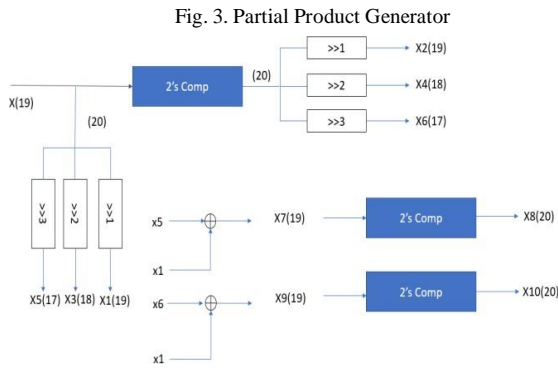 Fig. 3. Partial Product Generator
X(19)
(20)
2's Comp
(20)
>>1
X2(19)
>>2
X4(18)
>>3
X6(17)
>>3
>>2
>>1
X5(17)
X3(18)
X1(19)
x5
x1
X7(19)
2's Comp
X8(20)
x6
x1
X9(19)
2's Comp
X10(20)